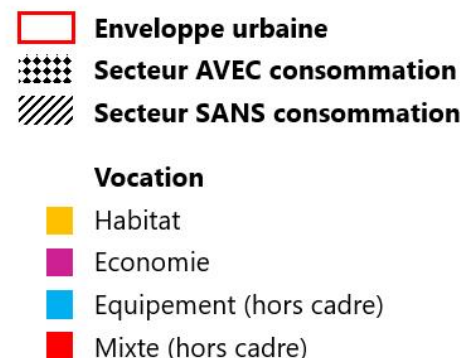 Enveloppe urbaine
Secteur AVEC consommation
Secteur SANS consommation
Vocation
Habitat
Economie
Equipement (hors cadre)
Mixte (hors cadre)